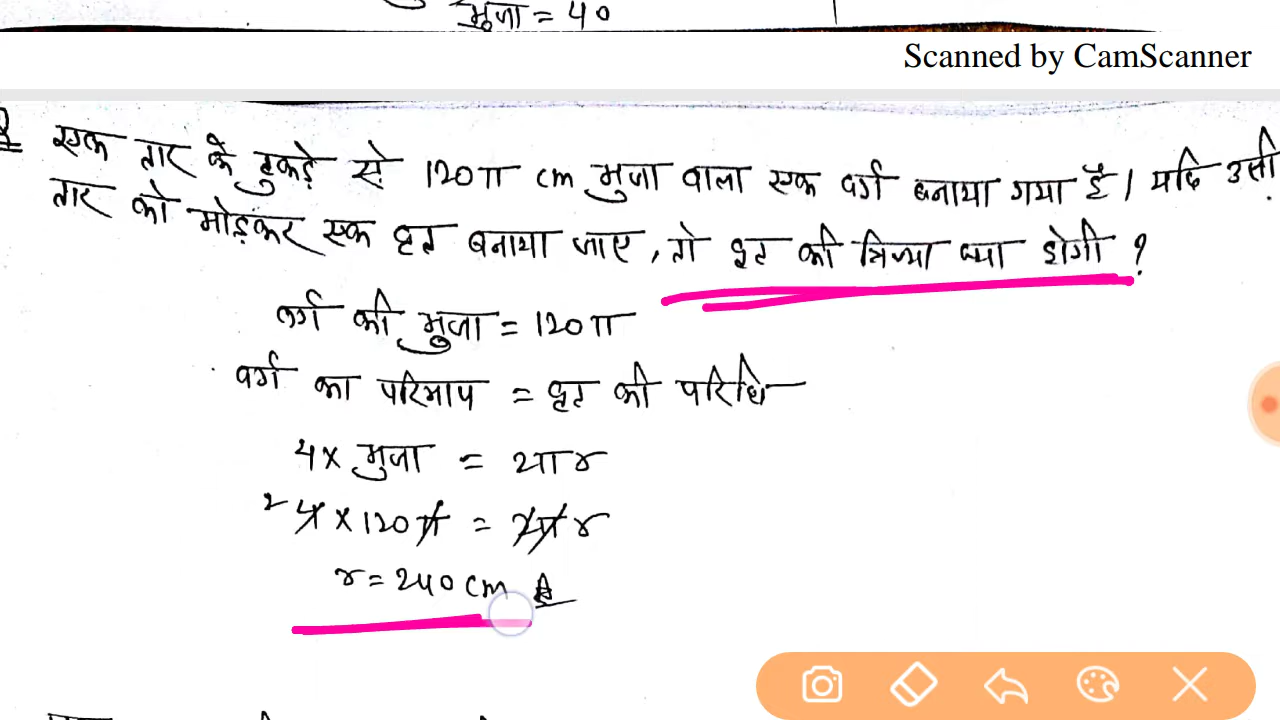 भुजा = 40
Scanned by CamScanner
Q एक तार के टुकड़े से 120π cm भुजा वाला एक वर्ग बनाया गया है। यदि उसी
तार को मोड़कर एक वृत बनाया जाए, तो वृत की त्रिज्या क्या होगी ?
वर्ग की भुजा = 120π
वर्ग का परिमाप = वृत की परिधि
4 x भुजा = 2πr
2 4 x 120π = 2πr
r = 240 cm A